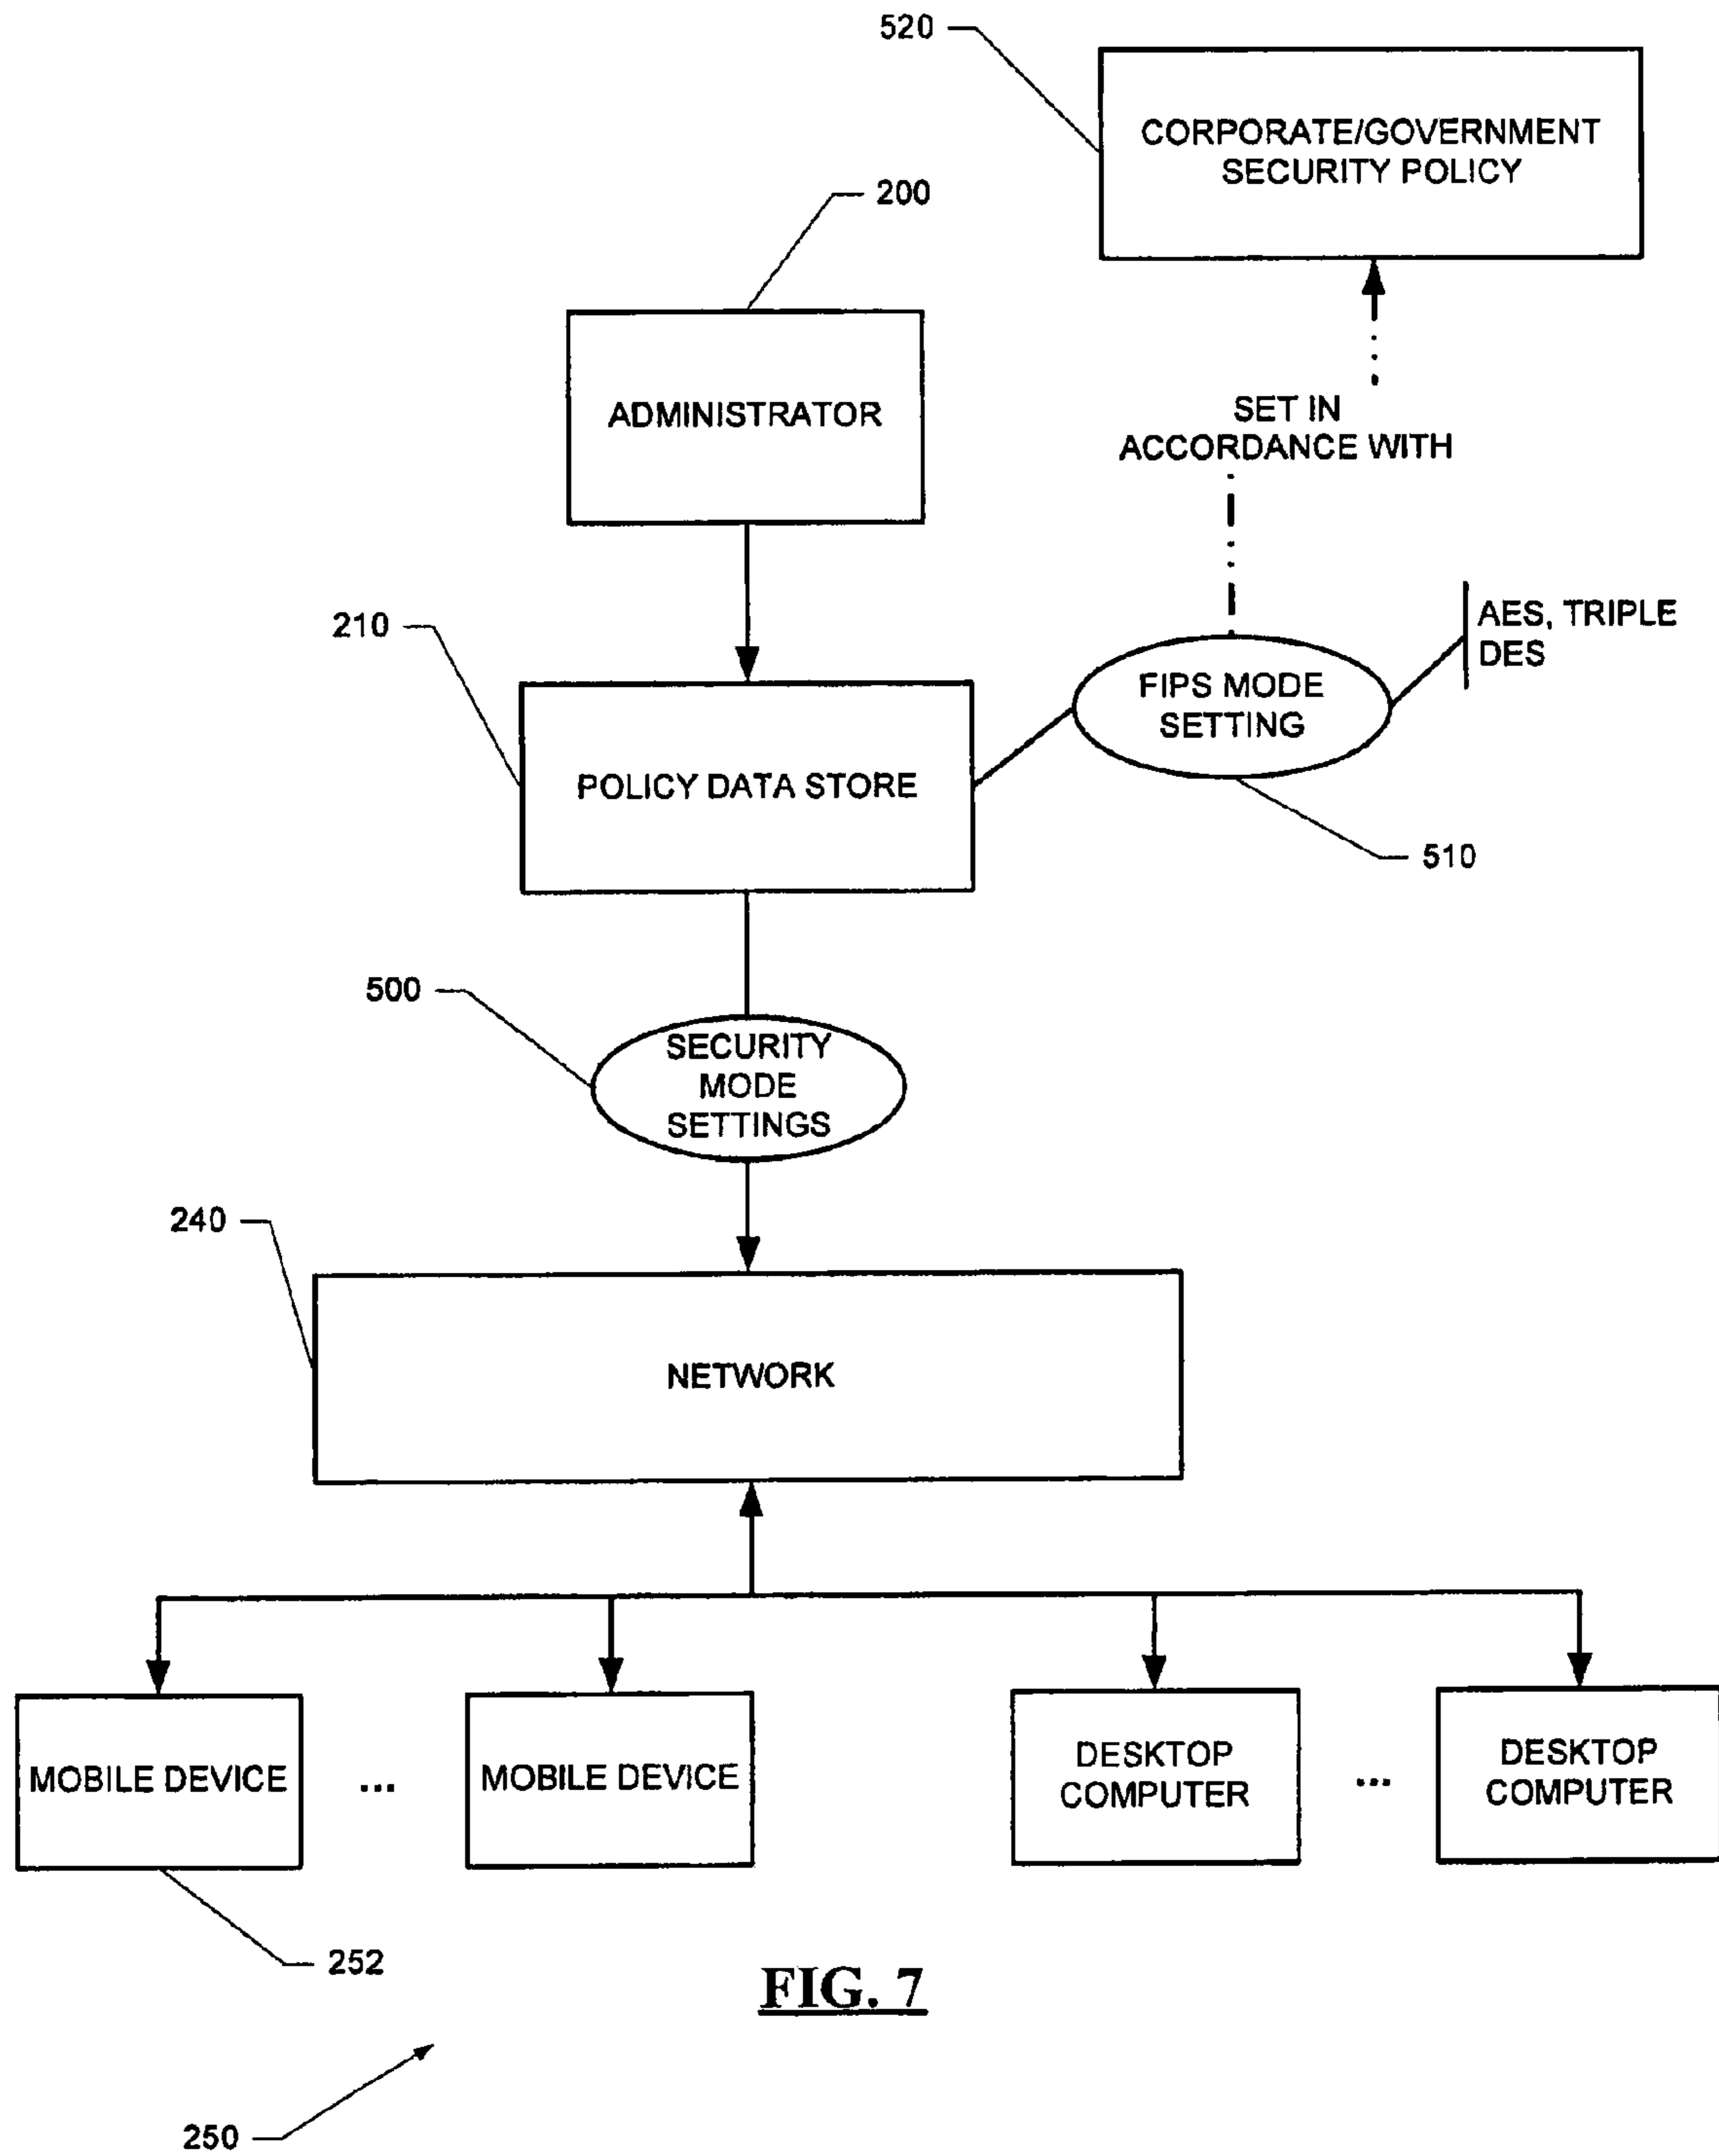 520
CORPORATE/GOVERNMENT
SECURITY POLICY
200
ADMINISTRATOR
SET IN
ACCORDANCE WITH
210
AES, TRIPLE
DES
FIPS MODE
SETTING
POLICY DATA STORE
510
500
SECURITY
MODE
SETTINGS
240
NETWORK
MOBILE DEVICE
...
MOBILE DEVICE
DESKTOP
COMPUTER
...
DESKTOP
COMPUTER
252
FIG. 7
250